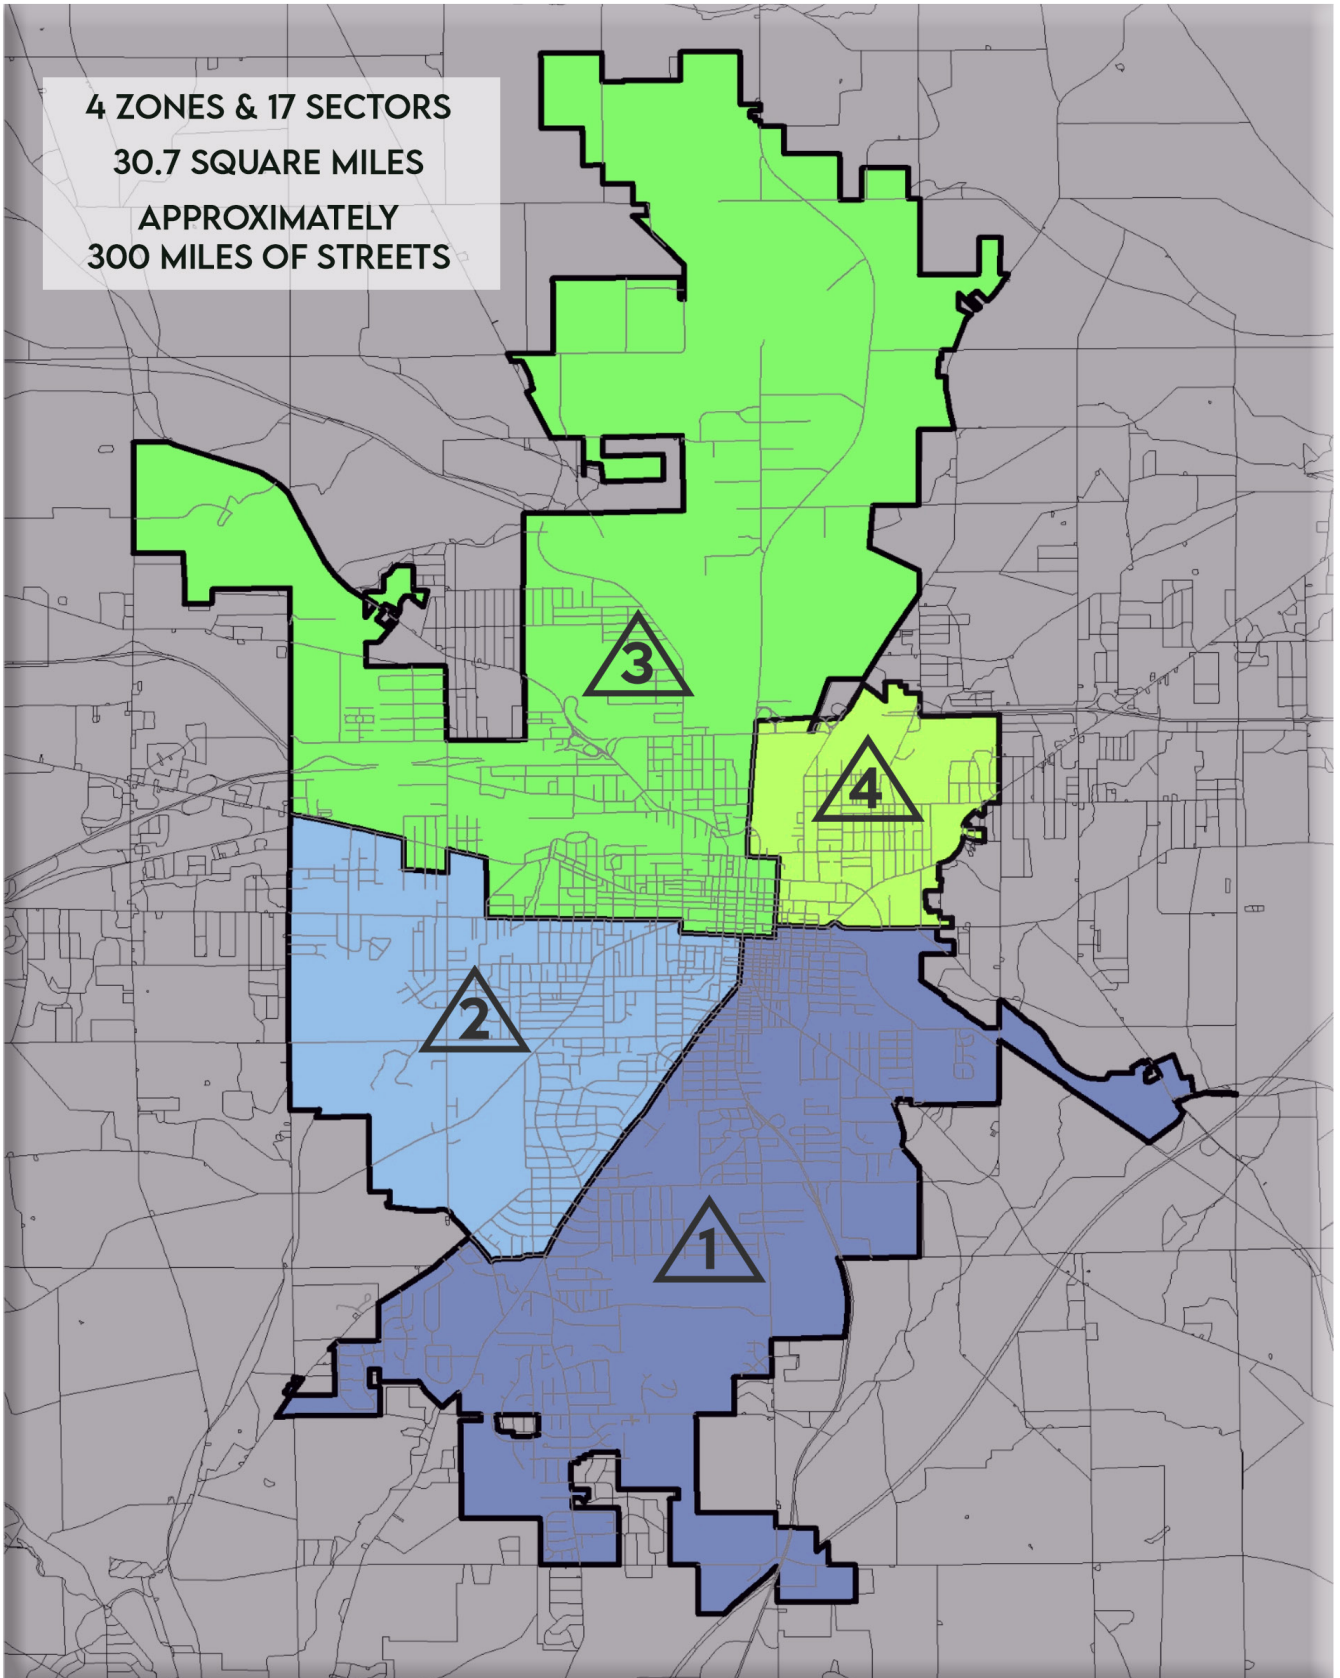 4 ZONES & 17 SECTORS
30.7 SQUARE MILES
APPROXIMATELY
300 MILES OF STREETS
3
4
2
1